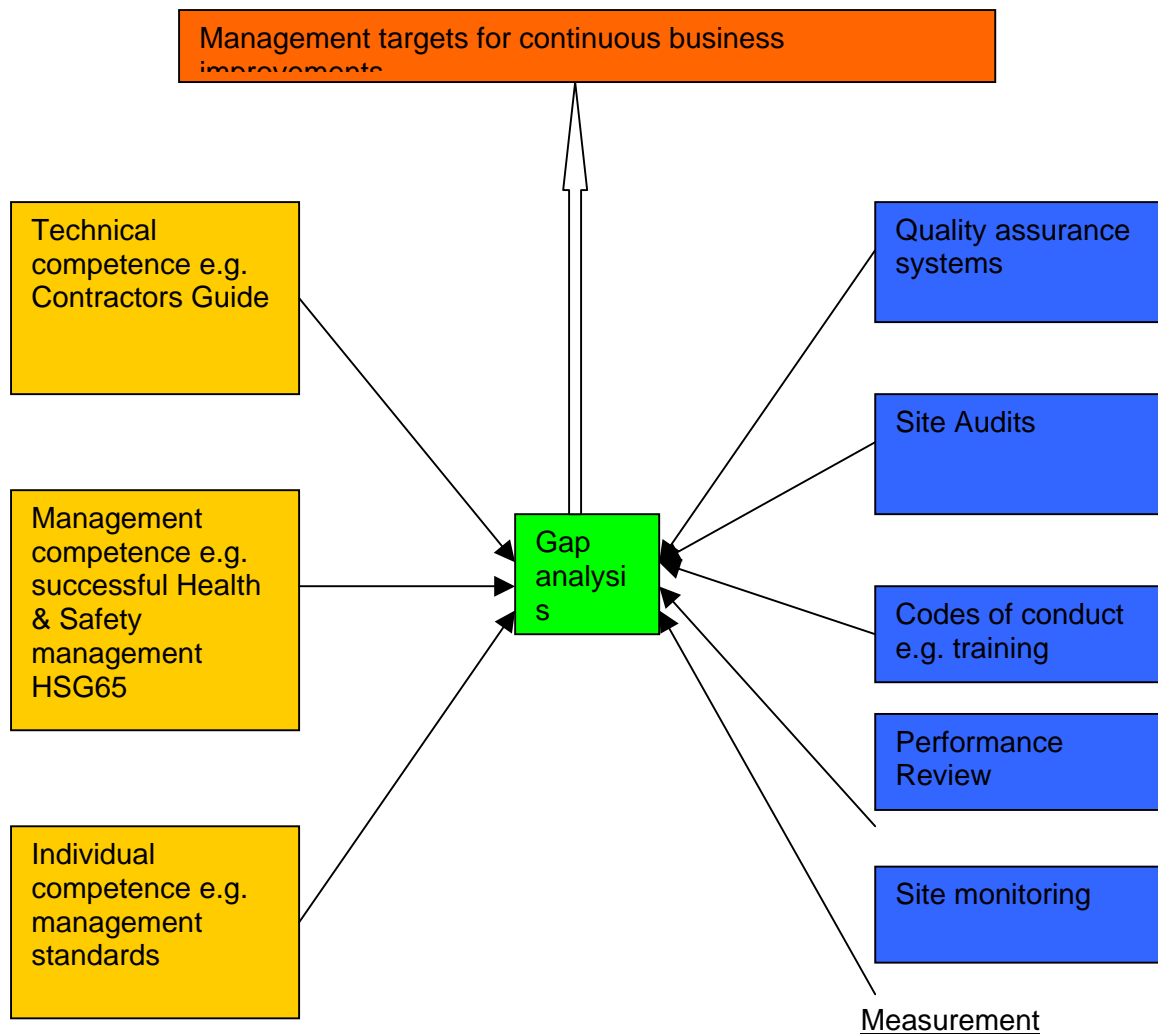 Management targets for continuous business
improvements
Technical
competence e.g.
Contractors Guide
Management
competence e.g.
successful Health
& Safety
management
HSG65
Individual
competence e.g.
management
standards
Gap
analysi
s
Quality assurance
systems
Site Audits
Codes of conduct
e.g. training
Performance
Review
Site monitoring
Measurement